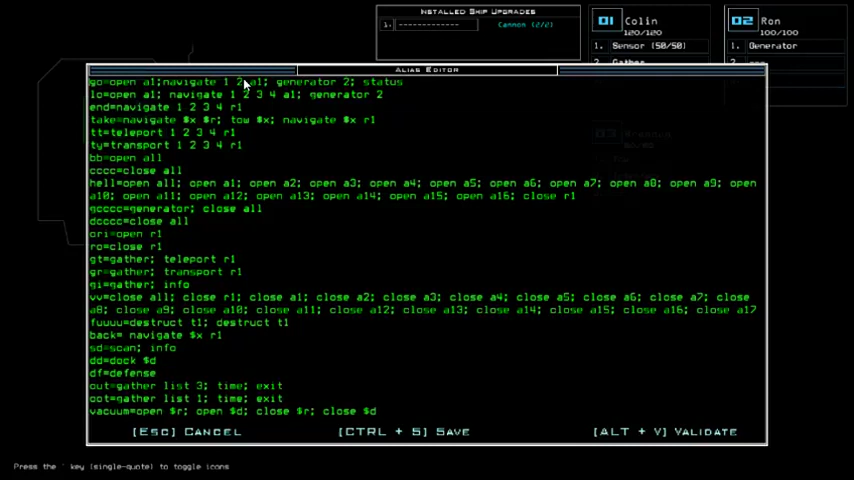 Installed Ship Upgrades
1. -------------- Cannon (2/2)
01 Colin
120/120
1. Sensor (50/50)
2. Gather
02 Ron
100/100
1. Generator
Alias Editor
go=open a1;navigate 1 2 a1; generator 2; status
lo=open a1; navigate 1 2 3 4 a1; generator 2
end=navigate 1 2 3 4 r1
take=navigate $x $r; tow $x; navigate $x r1
tt=teleport 1 2 3 4 r1
ty=transport 1 2 3 4 r1
bb=open all
cccc=close all
hell=open all; open a1; open a2; open a3; open a4; open a5; open a6; open a7; open a8; open a9; open
a10; open a11; open a12; open a13; open a14; open a15; open a16; close r1
gcccc=generator; close all
dcccc=close all
ori=open r1
ro=close r1
gt=gather; teleport r1
gr=gather; transport r1
gi=gather; info
vv=close all; close r1; close a1; close a2; close a3; close a4; close a5; close a6; close a7; close
a8; close a9; close a10; close a11; close a12; close a13; close a14; close a15; close a16; close a17
fuuuu=destruct t1; destruct t1
back= navigate $x r1
sd=scan; info
dd=dock $d
df=defense
out=gather list 3; time; exit
oot=gather list 1; time; exit
vacuum=open $r; open $d; close $r; close $d
[Esc] Cancel [CTRL + S] Save [ALT + V] Validate
Press the ' key (single-quote) to toggle icons